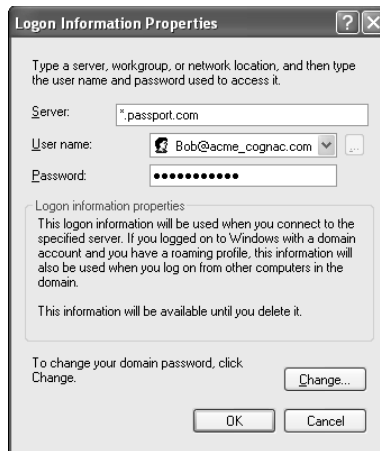 Logon Information Properties
Type a server, workgroup, or network location, and then type
the user name and password used to access it.
Server: *.passport.com
User name: Bob@acme_cognac.com ...
Password: •••••••••••
Logon information properties
This logon information will be used when you connect to the
specified server. If you logged on to Windows with a domain
account and you have a roaming profile, this information will
also be used when you log on from other computers in the
domain.
This information will be available until you delete it.
To change your domain password, click
Change.
Change...
OK Cancel